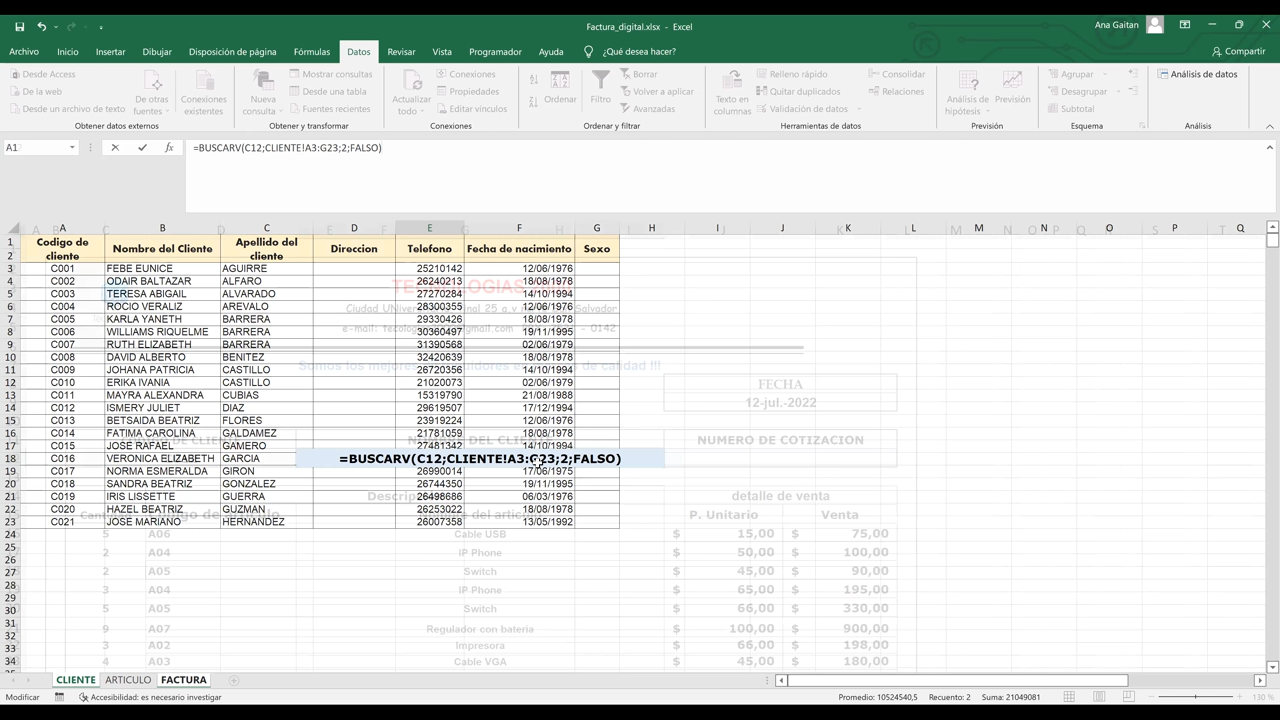 Factura_digital.xlsx - Excel
Ana Gaitan
Archivo Inicio Insertar Dibujar Disposición de página Fórmulas Datos Revisar Vista Programador Ayuda ¿Qué desea hacer? Compartir
Desde Access
De la web
Desde un archivo de texto
De otras fuentes
Conexiones existentes
Obtener datos externos
Nueva consulta
Mostrar consultas
Desde una tabla
Fuentes recientes
Obtener y transformar
Actualizar todo
Conexiones
Propiedades
Editar vínculos
Conexiones
Ordenar
Filtro
Borrar
Volver a aplicar
Avanzadas
Ordenar y filtrar
Texto en columnas
Relleno rápido
Quitar duplicados
Validación de datos
Consolidar
Relaciones
Herramientas de datos
Análisis de hipótesis
Previsión
Previsión
Agrupar
Desagrupar
Subtotal
Esquema
Análisis de datos
Análisis
A1 fx =BUSCARV(C12;CLIENTE!A3:G23;2;FALSO)
A B C D E F G H I J K L M N O P Q
Codigo de cliente Nombre del Cliente Apellido del cliente Direccion Telefono Fecha de nacimiento Sexo
C001 FEBE EUNICE AGUIRRE 25210142 12/06/1976
C002 ODAIR BALTAZAR ALFARO 26240213 18/08/1978
C003 TERESA ABIGAIL ALVARADO 27270284 14/10/1994
C004 ROCIO VERALIZ AREVALO 28300355 12/06/1976
C005 KARLA YANETH BARRERA 29330426 18/08/1978
C006 WILLIAMS RIQUELME BARRERA 30360497 19/11/1995
C007 RUTH ELIZABETH BARRERA 31390568 02/06/1979
C008 DAVID ALBERTO BENITEZ 32420639 18/08/1978
C009 JOHANA PATRICIA CASTILLO 26720356 14/10/1994
C010 ERIKA IVANIA CASTILLO 21020073 02/06/1979
C011 MAYRA ALEXANDRA CUBIAS 15319790 21/08/1988
C012 ISMERY JULIET DIAZ 29619507 17/12/1994
C013 BETSAIDA BEATRIZ FLORES 23919224 12/06/1976
C014 FATIMA CAROLINA GALDAMEZ 21781059 18/08/1978
C015 JOSE RAFAEL GAMERO 27481342 14/10/1994
C016 VERONICA ELIZABETH GARCIA =BUSCARV(C12;CLIENTE!A3:G23;2;FALSO)
C017 NORMA ESMERALDA GIRON 26990014 17/06/1975
C018 SANDRA BEATRIZ GONZALEZ 26744350 19/11/1995
C019 IRIS LISSETTE GUERRA 26498686 06/03/1976
C020 HAZEL BEATRIZ GUZMAN 26253022 18/08/1978
C021 JOSE MARIANO HERNANDEZ 26007358 13/05/1992
Somos los mejores
de calidad !!!
FECHA
12-jul.-2022
NUMERO DE COTIZACION
detalle de venta
P. Unitario Venta
5 A06 Cable USB $ 15,00 $ 75,00
2 A04 IP Phone $ 50,00 $ 100,00
2 A05 Switch $ 45,00 $ 90,00
3 A04 IP Phone $ 65,00 $ 195,00
5 A05 Switch $ 66,00 $ 330,00
9 A07 Regulador con bateria $ 100,00 $ 900,00
3 A02 Impresora $ 66,00 $ 198,00
4 A03 Cable VGA $ 45,00 $ 180,00
CLIENTE ARTICULO FACTURA
Modificar Accesibilidad: es necesario investigar Promedio: 10524540,5 Recuento: 2 Suma: 21049081 130 %